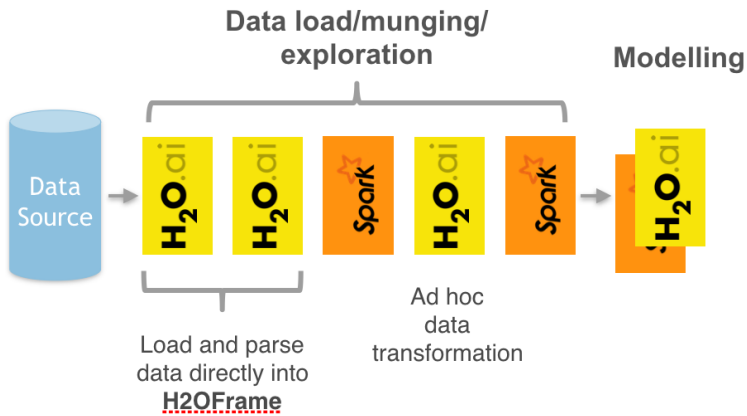 Data load/munging/
exploration
Modelling
Data
Source
H2O.ai
H2O.ai
Spark
H2O.ai
Spark
H2O.ai
Load and parse
data directly into
H2OFrame
Ad hoc
data
transformation